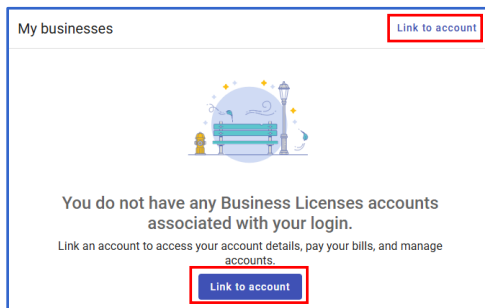 My businesses
Link to account
You do not have any Business Licenses accounts
associated with your login.
Link an account to access your account details, pay your bills, and manage
accounts.
Link to account